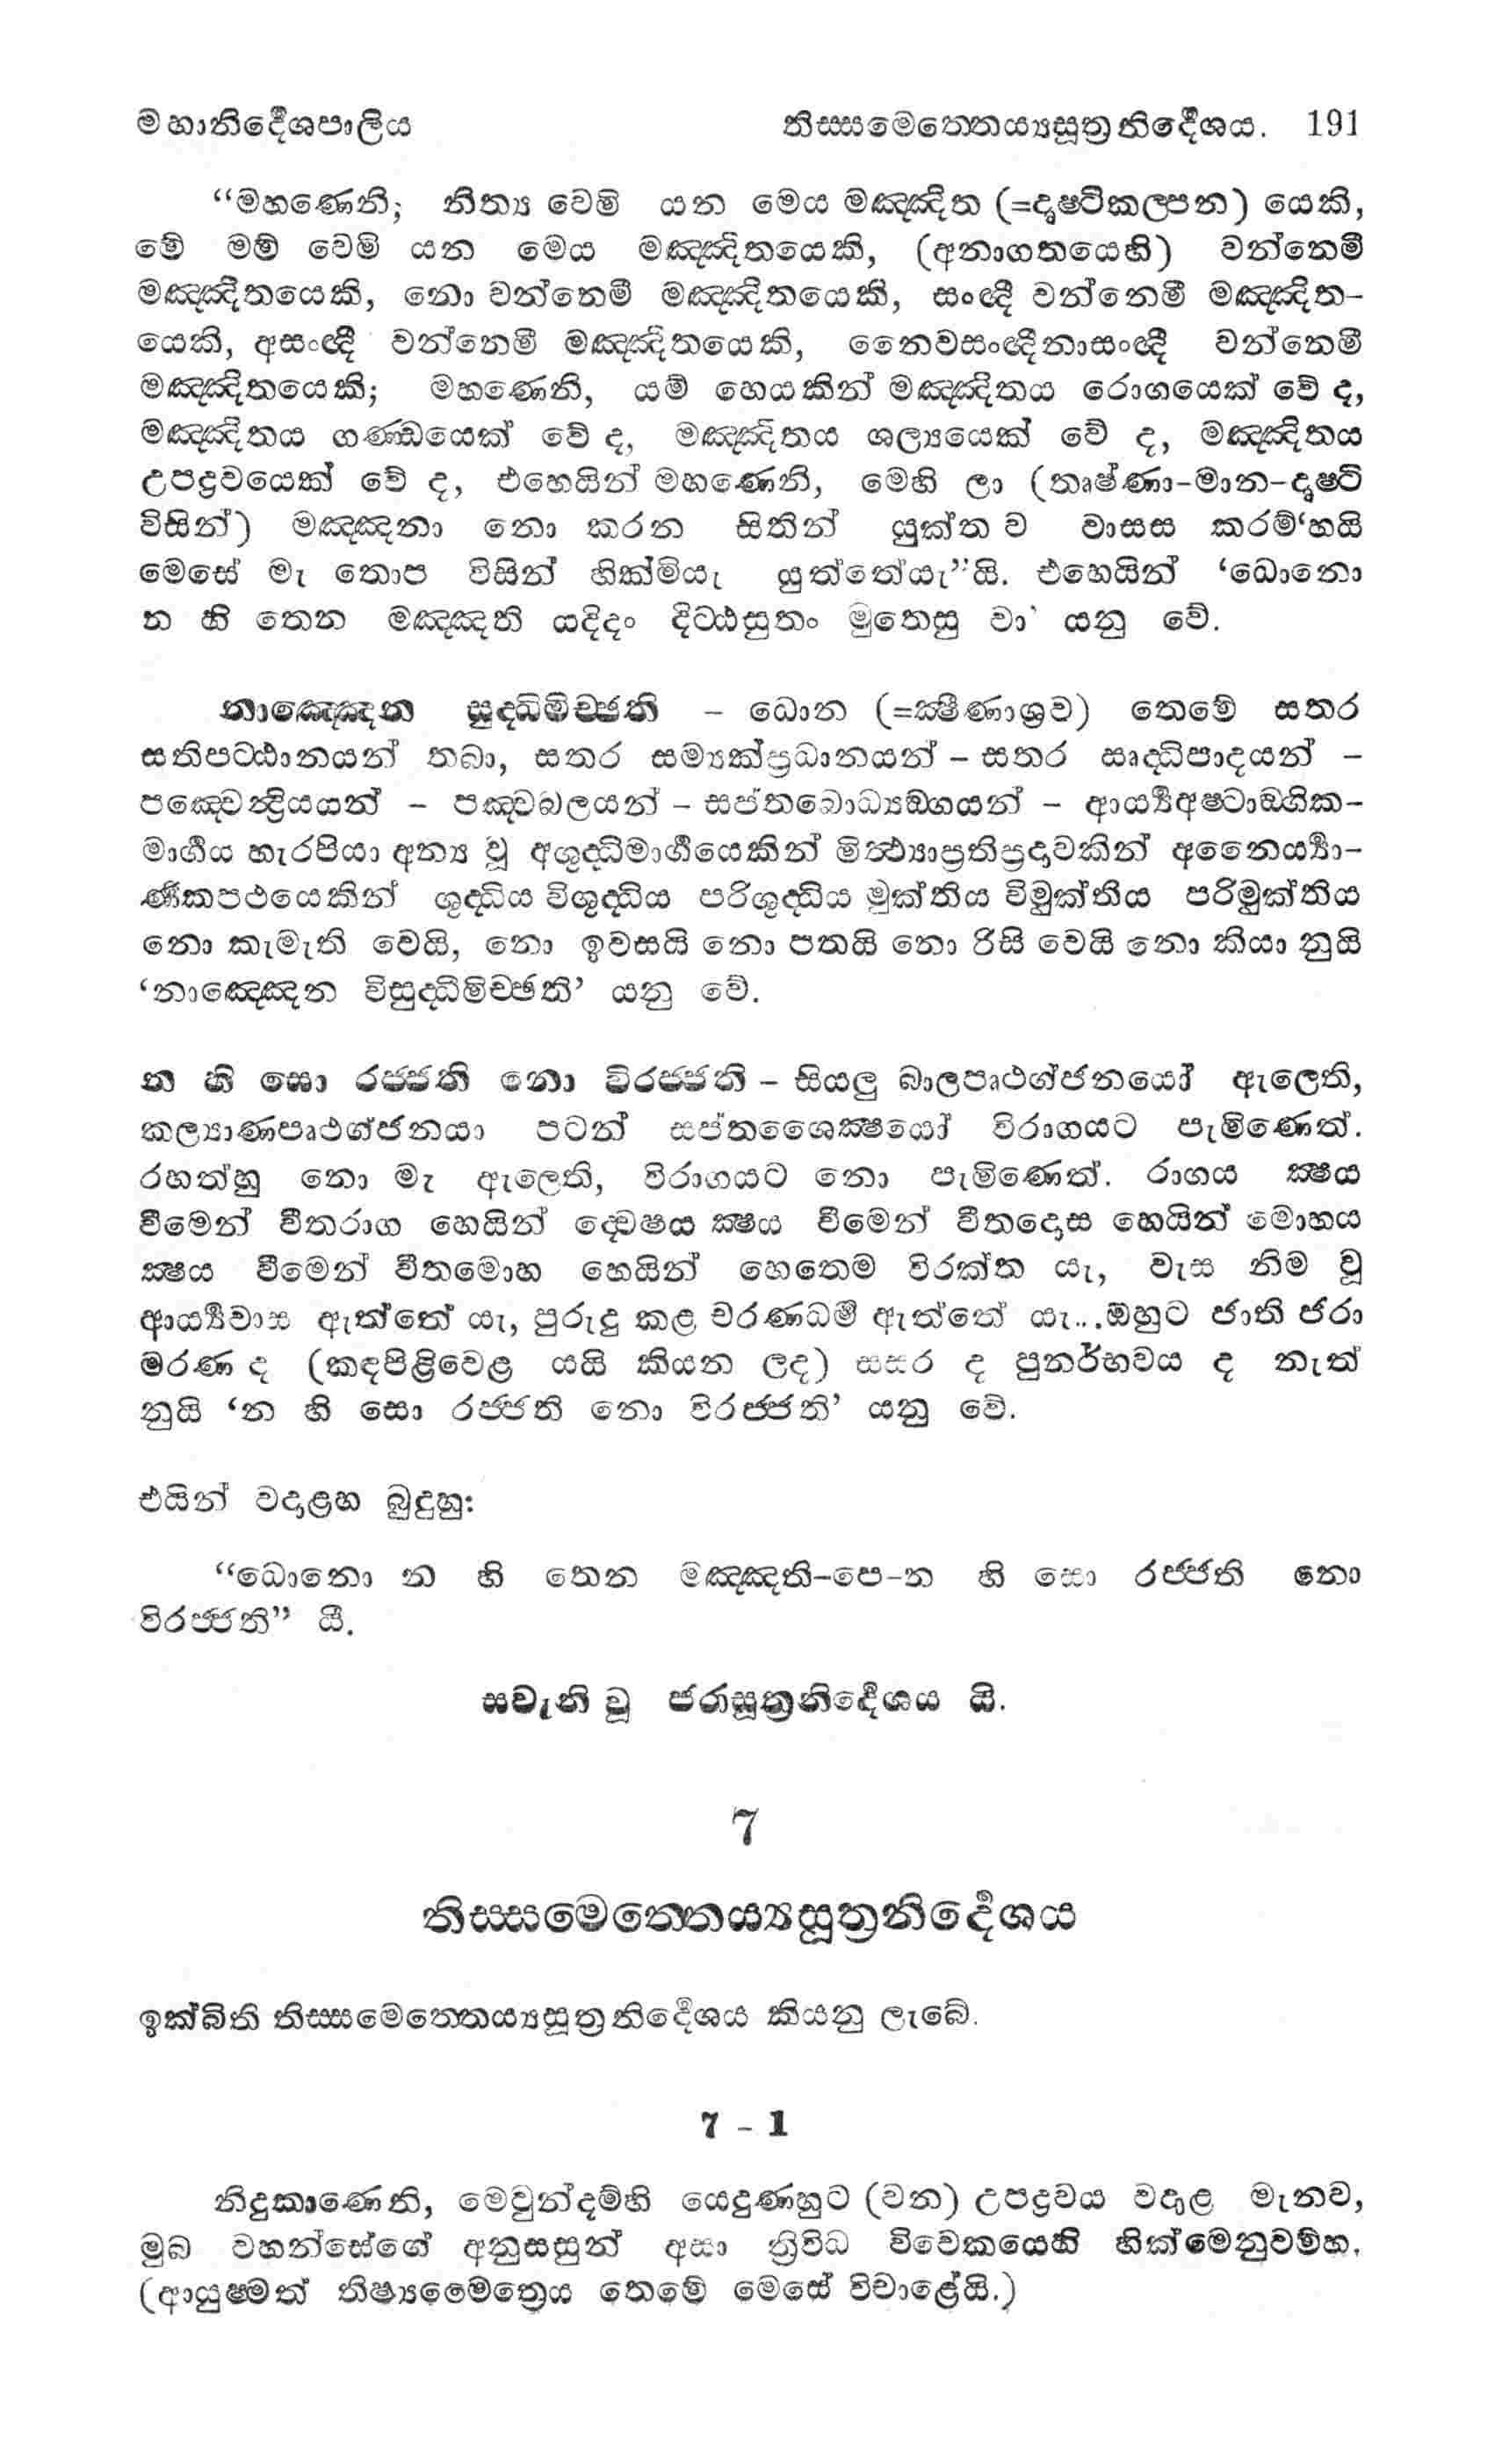 මහානිර්දේශපාලිය තිස්සමෙත්තෙය්‍යසූත්‍රනිර්දේශය. 191
“මහණෙනි; නිත්‍ය වෙමි යන මෙය මඤ්ඤිත (=දෘෂ්ටිකල්පන) යෙකි,
මේ මම් වෙමි යන මෙය මඤ්ඤිතයෙකි, (අනාගතයෙහි) වන්නෙමි
මඤ්ඤිතයෙකි, නො වන්නෙමි මඤ්ඤිතයෙකි, සංඥී වන්නෙමි මඤ්ඤිත-
යෙකි, අසංඥී වන්නෙමි මඤ්ඤිතයෙකි, නෛවසංඥීනාසංඥී වන්නෙමි
මඤ්ඤිතයෙකි; මහණෙනි, යම් හෙයකින් මඤ්ඤිතය රොගයෙක් වේ ද,
මඤ්ඤිතය ගණ්ඩයෙක් වේ ද, මඤ්ඤිතය ශල්‍යයෙක් වේ ද, මඤ්ඤිතය
උපද්‍රවයෙක් වේ ද, එහෙයින් මහණෙනි, මෙහි ලා (තෘෂ්ණා-මාන-දෘෂ්ටි
විසින්) මඤ්ඤනා නො කරන සිතින් යුක්ත ව වාසස කරම්‘හයි
මෙසේ මැ තොප විසින් හික්මියැ යුත්තේයැ”යි. එහෙයින් ‘ධොනො
න හි තෙන මඤ්ඤති යදිදං දිට්ඨසුතං මුතෙසු වා’ යනු වේ.
නාඤ්ඤෙන සුද්ධිමිච්ඡති – ධොන (=ක්‍ෂීණාශ්‍රව) තෙමේ සතර
සතිපට්ඨානයන් තබා, සතර සම්‍යක්ප්‍රධානයන් – සතර ඍද්ධිපාදයන් –
පඤ්චෙන්ද්‍රියයන් – පඤ්චබලයන් – සප්තබොධ්‍යඞ්ගයන් – ආර්‍ය්‍යඅෂ්ටාඞ්ගික-
මාර්ගය හැරපියා අන්‍ය වූ අශුද්ධිමාර්ගයෙකින් මිථ්‍යාප්‍රතිප්‍රදාවකින් අනෛර්‍ය්‍යා-
ණිකපථයෙකින් ශුද්ධිය විශුද්ධිය පරිශුද්ධිය මුක්තිය විමුක්තිය පරිමුක්තිය
නො කැමැති වෙයි, නො ඉවසයි නො පතයි නො රිසි වෙයි නො කියා නුයි
‘නාඤ්ඤෙන විසුද්ධිමිච්ඡති’ යනු වේ.
න හි සො රජ්ජති නො විරජ්ජති – සියලු බාලපෘථග්ජනයෝ ඇලෙති,
කල්‍යාණපෘථග්ජනයා පටන් සප්තශෛක්‍ෂයෝ විරාගයට පැමිණෙත්.
රහත්හු නො මැ ඇලෙති, විරාගයට නො පැමිණෙත්. රාගය ක්‍ෂය
වීමෙන් වීතරාග හෙයින් ද්වෙෂය ක්‍ෂය වීමෙන් වීතදොස හෙයින් මොහය
ක්‍ෂය වීමෙන් වීතමොහ හෙයින් හෙතෙම විරක්ත යැ, වැස නිම වූ
ආර්‍ය්‍යවාස ඇත්තේ යැ, පුරුදු කළ චරණධර්ම ඇත්තේ යැ...ඔහුට ජාති ජරා
මරණ ද (කඳපිළිවෙළ යයි කියන ලද) සසර ද පුනර්භවය ද නැත්
නුයි ‘න හි සො රජ්ජති නො විරජ්ජති’ යනු වේ.
එයින් වදාළහ බුදුහු:
“ධොනො න හි තෙන මඤ්ඤති-පෙ-න හි සො රජ්ජති නො
විරජ්ජති” යී.
සවැනි වූ ජරාසූත්‍රනිර්දේශය යි.
7
තිස්සමෙත්තෙය්‍යසූත්‍රනිර්දේශය
ඉක්බිති තිස්සමෙත්තෙය්‍යසූත්‍රනිර්දේශය කියනු ලැබේ.
7 - 1
නිදුකාණෙනි, මෙවුන්දම්හි යෙදුණහුට (වන) උපද්‍රවය වදාළ මැනව,
මුබ වහන්සේගේ අනුසසුන් අසා ත්‍රිවිධ විවෙකයෙහි හික්මෙනුවම්හ.
(ආයුෂ්මත් තිෂ්‍යමෛත්‍රෙය තෙමේ මෙසේ විචාළේයි.)